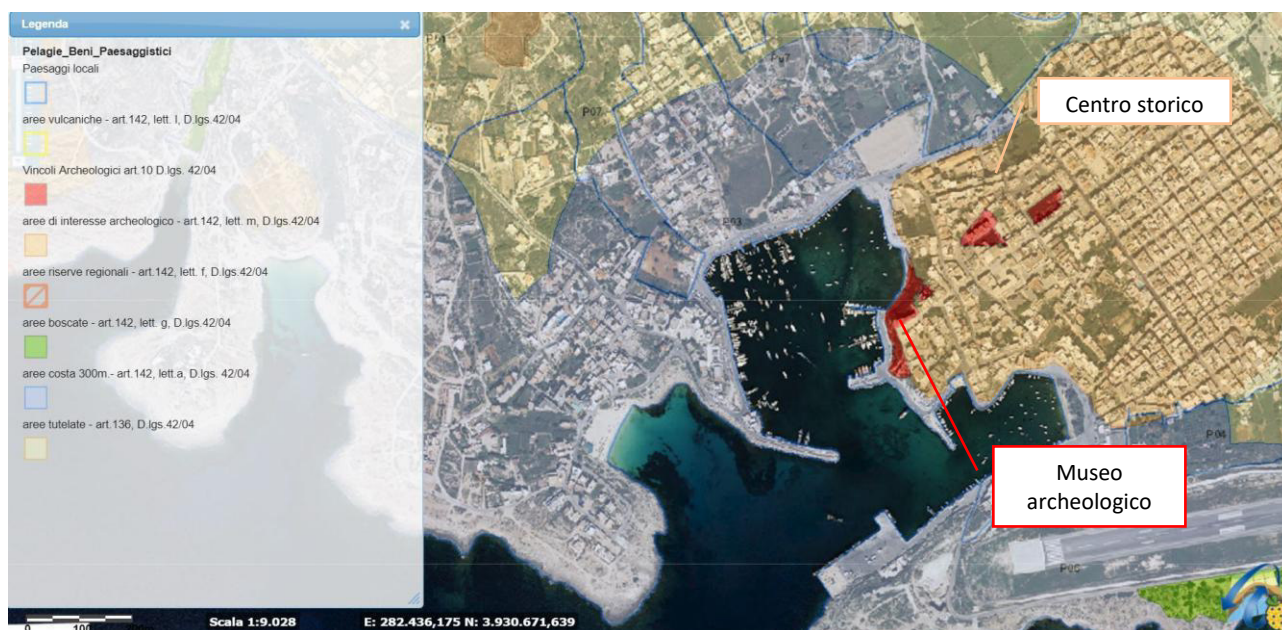 Legenda
Pelagie_Beni_Paesaggistici
Paesaggi locali
aree vulcaniche - art.142, lett. l, D.lgs.42/04
Vincoli Archeologici art.10 D.lgs. 42/04
aree di interesse archeologico - art.142, lett. m, D.lgs.42/04
aree riserve regionali - art.142, lett. f, D.lgs.42/04
aree boscate - art.142, lett. g, D.lgs.42/04
aree costa 300m.- art.142, lett.a, D.lgs. 42/04
aree tutelate - art.136, D.lgs.42/04
P07
P03
Centro storico
P04
Museo
archeologico
P05
0 100
Scala 1:9.028 E: 282.436,175 N: 3.930.671,639